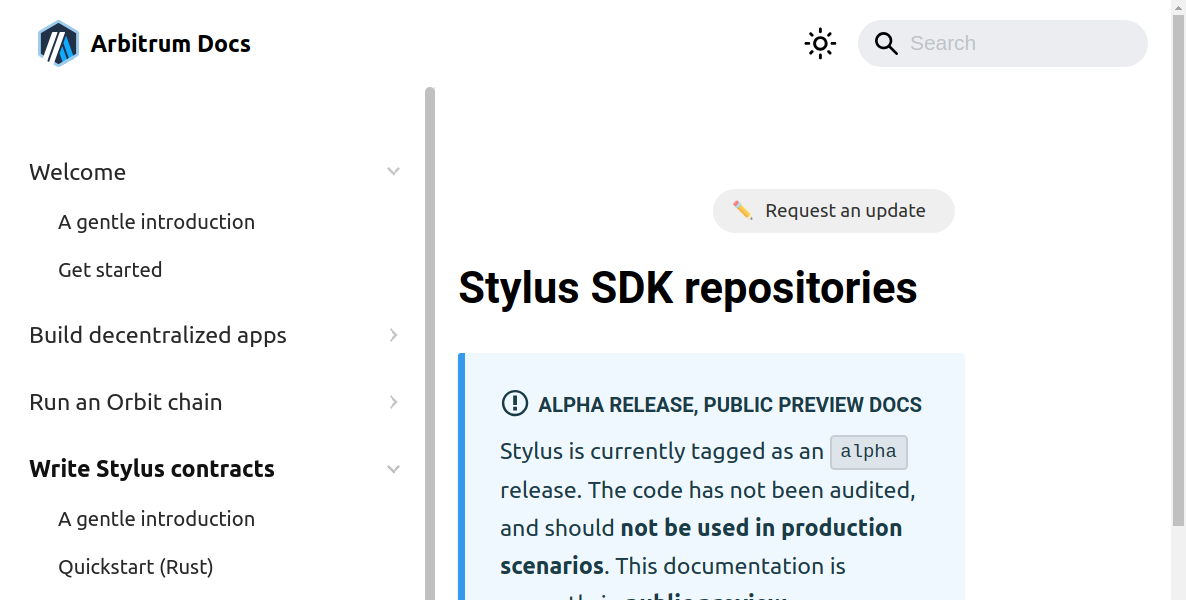 Arbitrum Docs
Search
Welcome
A gentle introduction
Get started
Build decentralized apps
Run an Orbit chain
Write Stylus contracts
A gentle introduction
Quickstart (Rust)
✏️ Request an update
Stylus SDK repositories
ALPHA RELEASE, PUBLIC PREVIEW DOCS
Stylus is currently tagged as an alpha
release. The code has not been audited,
and should not be used in production
scenarios. This documentation is
public preview